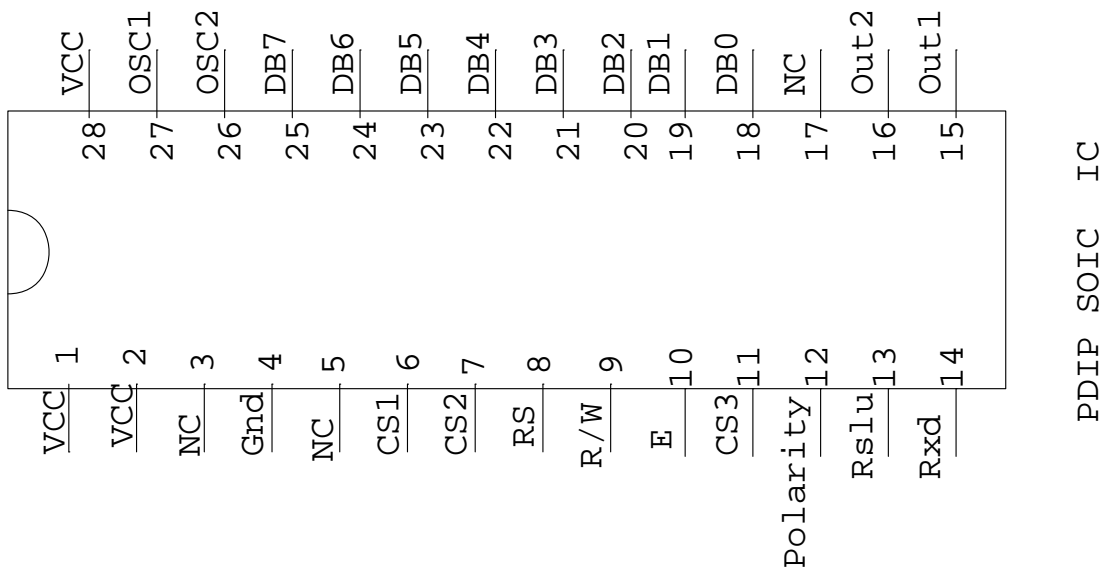 VCC
OSC1
OSC2
DB7
DB6
DB5
DB4
DB3
DB2
DB1
DB0
NC
Out2
Out1
28
27
26
25
24
23
22
21
20
19
18
17
16
15
1
2
3
4
5
6
7
8
9
10
11
12
13
14
VCC
VCC
NC
Gnd
NC
CS1
CS2
RS
R/W
E
CS3
Polarity
Rslu
Rxd
PDIP SOIC IC